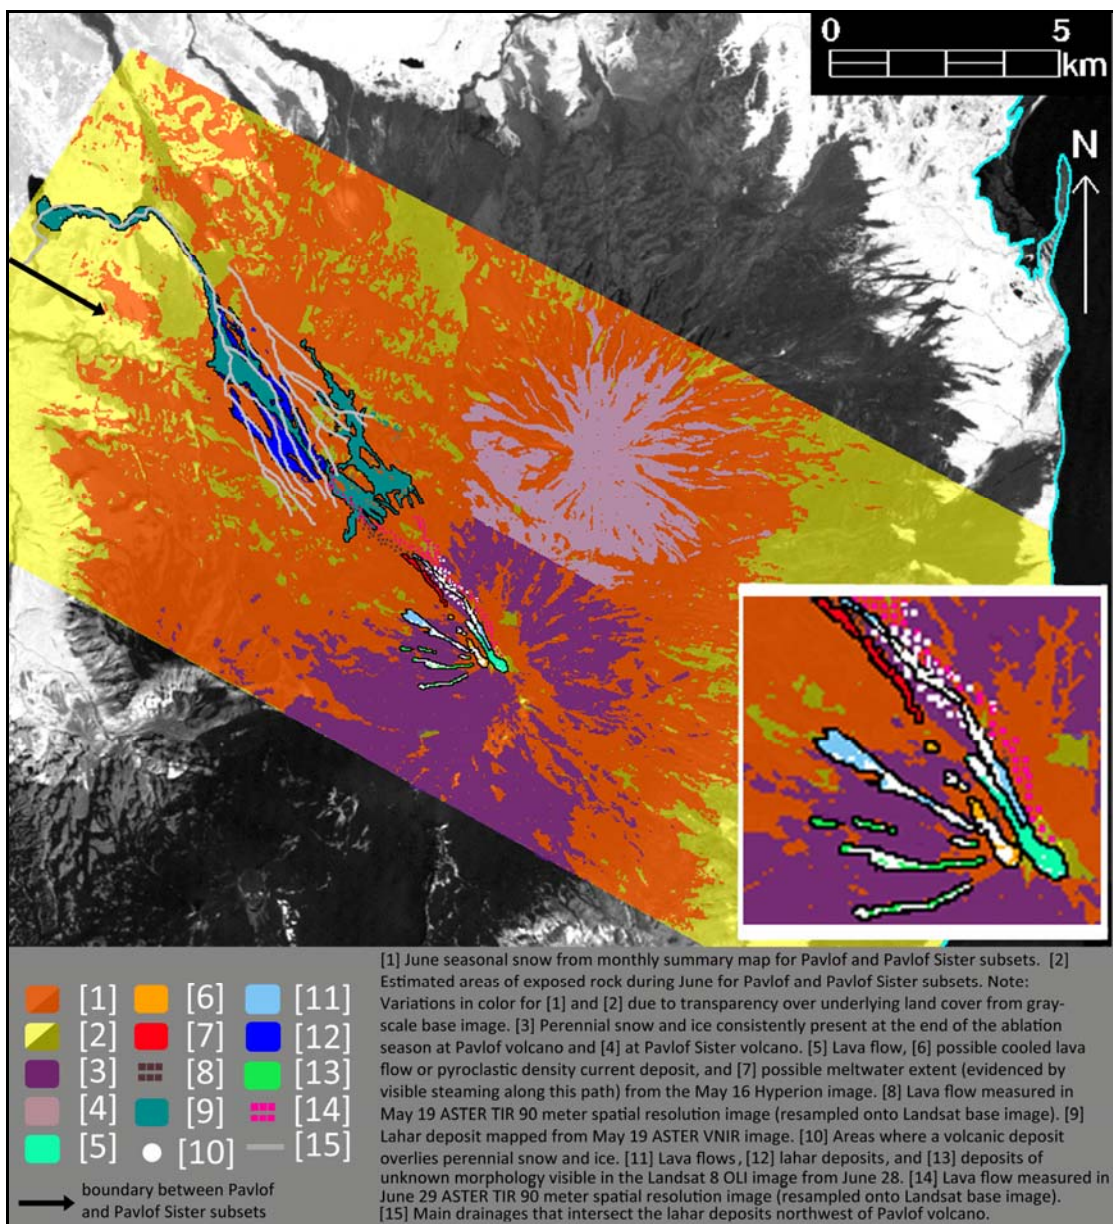 0 5
km
N
[1] June seasonal snow from monthly summary map for Pavlof and Pavlof Sister subsets. [2]
Estimated areas of exposed rock during June for Pavlof and Pavlof Sister subsets. Note:
Variations in color for [1] and [2] due to transparency over underlying land cover from gray-
scale base image. [3] Perennial snow and ice consistently present at the end of the ablation
season at Pavlof volcano and [4] at Pavlof Sister volcano. [5] Lava flow, [6] possible cooled lava
flow or pyroclastic density current deposit, and [7] possible meltwater extent (evidenced by
visible steaming along this path) from the May 16 Hyperion image. [8] Lava flow measured in
May 19 ASTER TIR 90 meter spatial resolution image (resampled onto Landsat base image). [9]
Lahar deposit mapped from May 19 ASTER VNIR image. [10] Areas where a volcanic deposit
overlies perennial snow and ice. [11] Lava flows, [12] lahar deposits, and [13] deposits of
unknown morphology visible in the Landsat 8 OLI image from June 28. [14] Lava flow measured in
June 29 ASTER TIR 90 meter spatial resolution image (resampled onto Landsat base image).
[15] Main drainages that intersect the lahar deposits northwest of Pavlof volcano.
[1] [6] [11]
[2] [7] [12]
[3] [8] [13]
[4] [9] [14]
[5] [10] [15]
boundary between Pavlof
and Pavlof Sister subsets